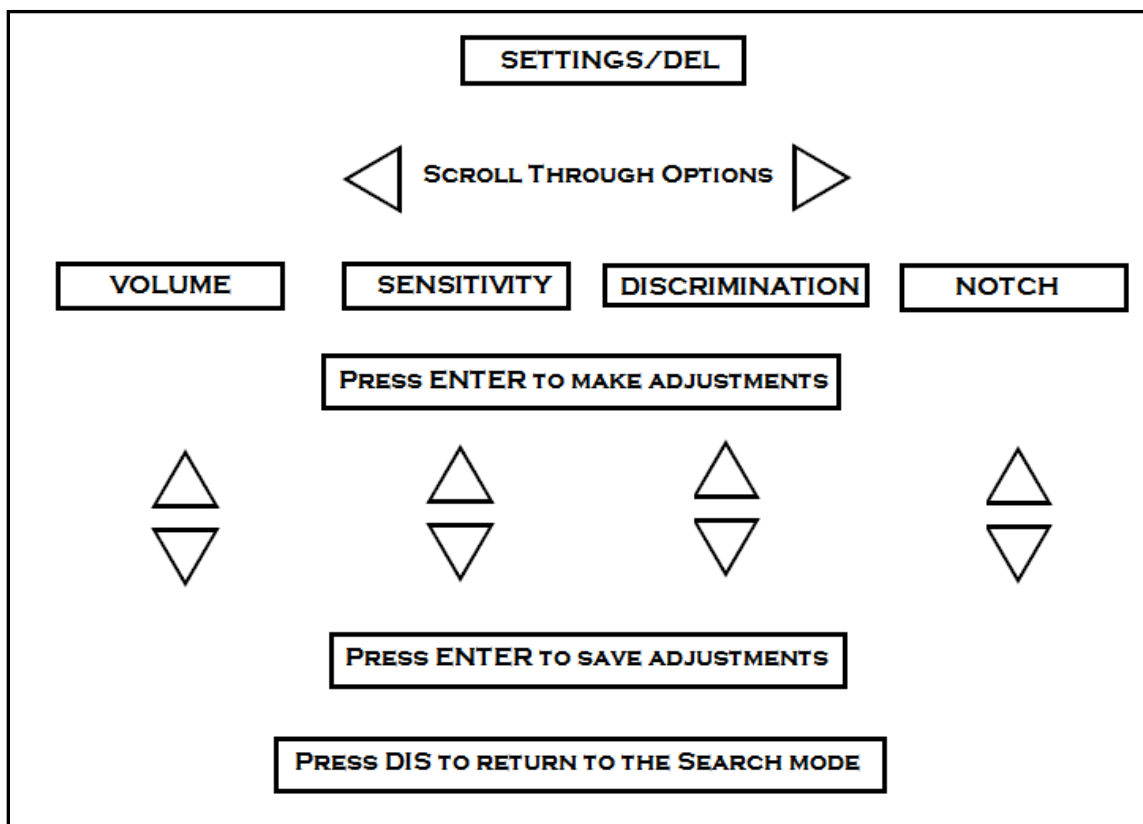 SETTINGS/DEL
Scroll Through Options
VOLUME SENSITIVITY DISCRIMINATION NOTCH
Press ENTER to make adjustments
Press ENTER to save adjustments
Press DIS to return to the Search mode